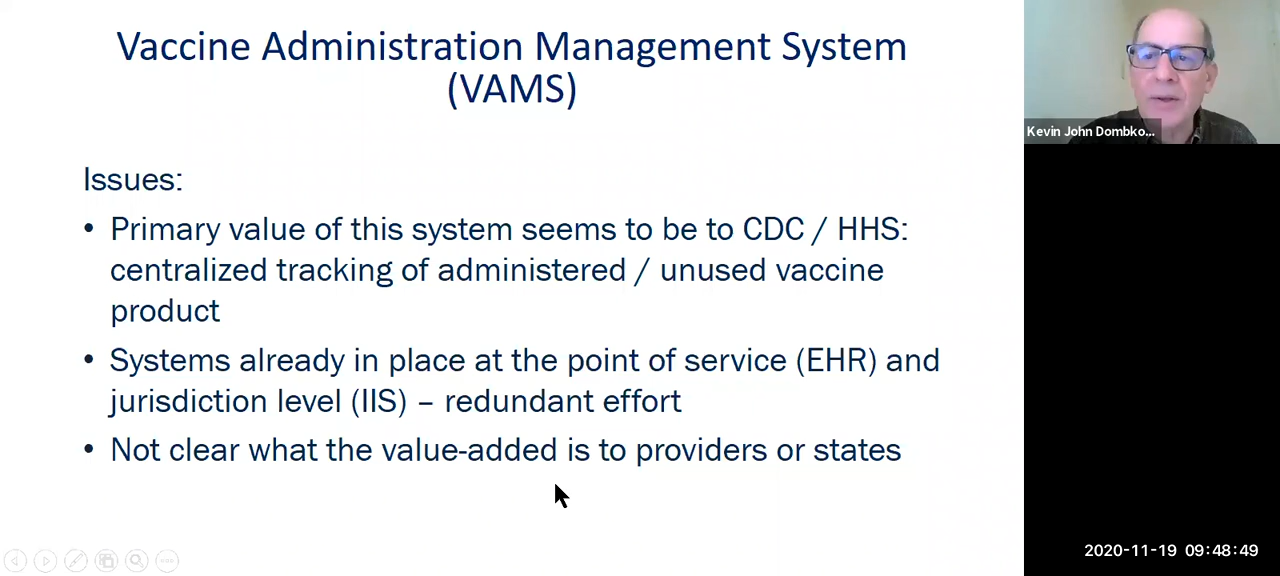 Vaccine Administration Management System
(VAMS)
Issues:
• Primary value of this system seems to be to CDC / HHS:
centralized tracking of administered / unused vaccine
product
• Systems already in place at the point of service (EHR) and
jurisdiction level (IIS) – redundant effort
• Not clear what the value-added is to providers or states
Kevin John Dombko...
2020-11-19 09:48:49